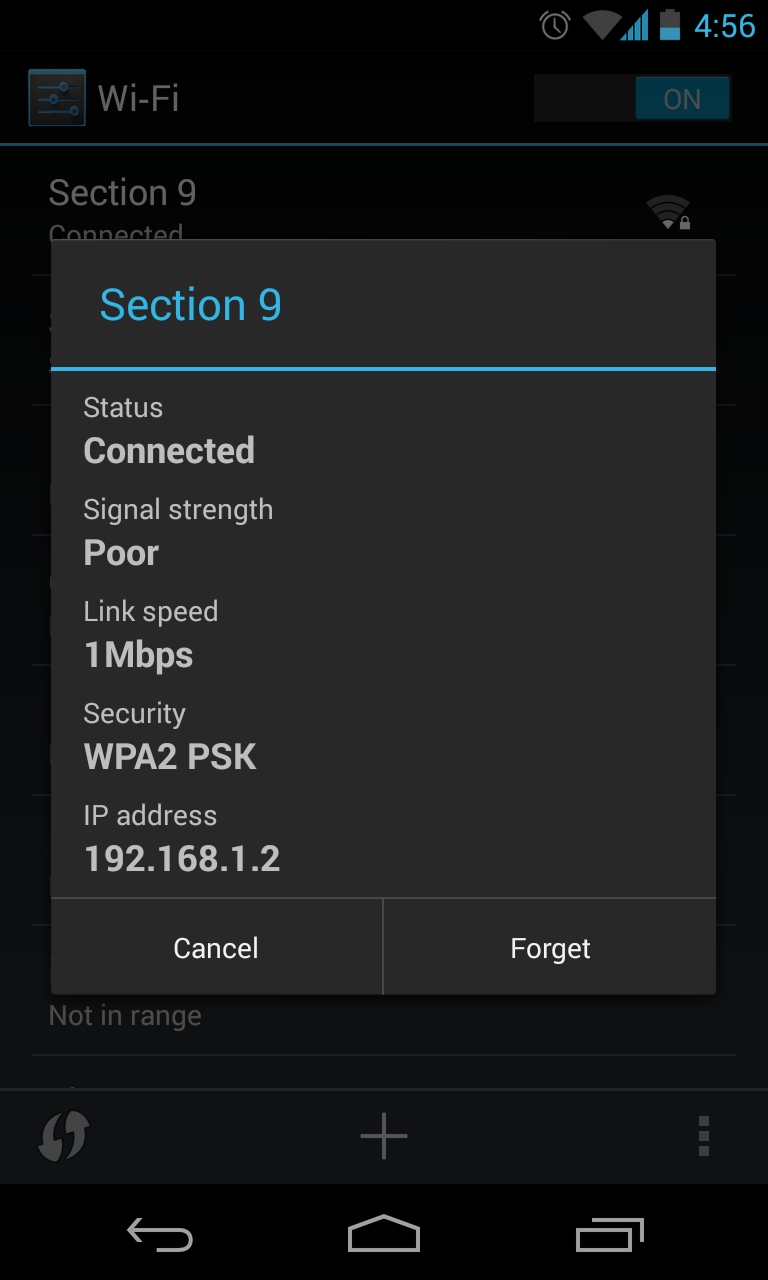 4:56
Wi-Fi
ON
Section 9
Connected
Section 9
Status
Connected
Signal strength
Poor
Link speed
1Mbps
Security
WPA2 PSK
IP address
192.168.1.2
Cancel
Forget
Not in range